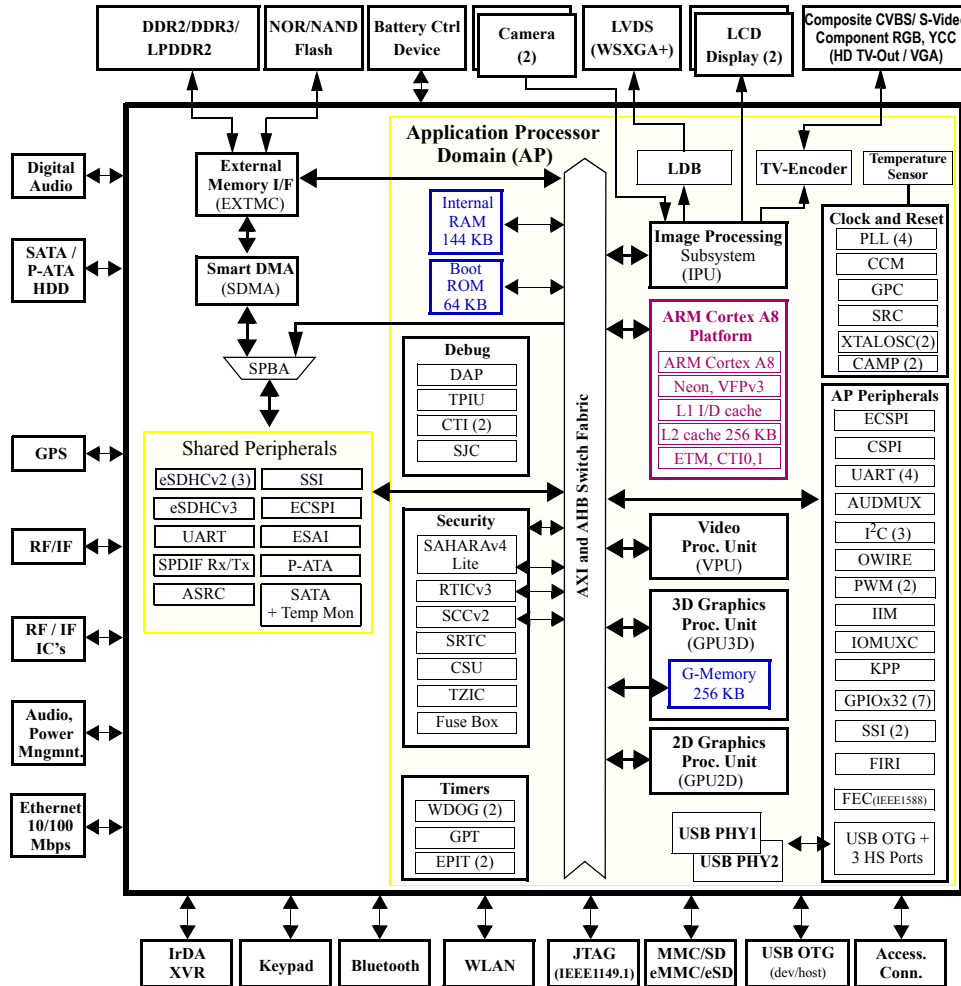 DDR2/DDR3/
LPDDR2
NOR/NAND
Flash
Battery Ctrl
Device
Camera
(2)
LVDS
(WSXGA+)
LCD
Display (2)
Composite CVBS/ S-Video
Component RGB, YCC
(HD TV-Out / VGA)
Digital
Audio
SATA /
P-ATA
HDD
GPS
RF/IF
RF / IF
IC's
Audio,
Power
Mngmnt.
Ethernet
10/100
Mbps
Application Processor
Domain (AP)
External
Memory I/F
(EXTMC)
Smart DMA
(SDMA)
SPBA
Shared Peripherals
eSDHCv2 (3)
SSI
eSDHCv3
ECSPI
UART
ESAI
SPDIF Rx/Tx
P-ATA
ASRC
SATA
+ Temp Mon
Internal
RAM
144 KB
Boot
ROM
64 KB
Debug
DAP
TPIU
CTI (2)
SJC
Security
SAHARAv4
Lite
RTICv3
SCCv2
SRTC
CSU
TZIC
Fuse Box
Timers
WDOG (2)
GPT
EPIT (2)
AXI and AHB Switch Fabric
LDB
TV-Encoder
Image Processing
Subsystem
(IPU)
ARM Cortex A8
Platform
ARM Cortex A8
Neon, VFPv3
L1 I/D cache
L2 cache 256 KB
ETM, CTI0,1
Video
Proc. Unit
(VPU)
3D Graphics
Proc. Unit
(GPU3D)
G-Memory
256 KB
2D Graphics
Proc. Unit
(GPU2D)
USB PHY1
USB PHY2
Temperature
Sensor
Clock and Reset
PLL (4)
CCM
GPC
SRC
XTALOSC(2)
CAMP (2)
AP Peripherals
ECSPI
CSPI
UART (4)
AUDMUX
I2C (3)
OWIRE
PWM (2)
IIM
IOMUXC
KPP
GPIOx32 (7)
SSI (2)
FIRI
FEC(IEEE1588)
USB OTG +
3 HS Ports
IrDA
XVR
Keypad
Bluetooth
WLAN
JTAG
(IEEE1149.1)
MMC/SD
eMMC/eSD
USB OTG
(dev/host)
Access.
Conn.